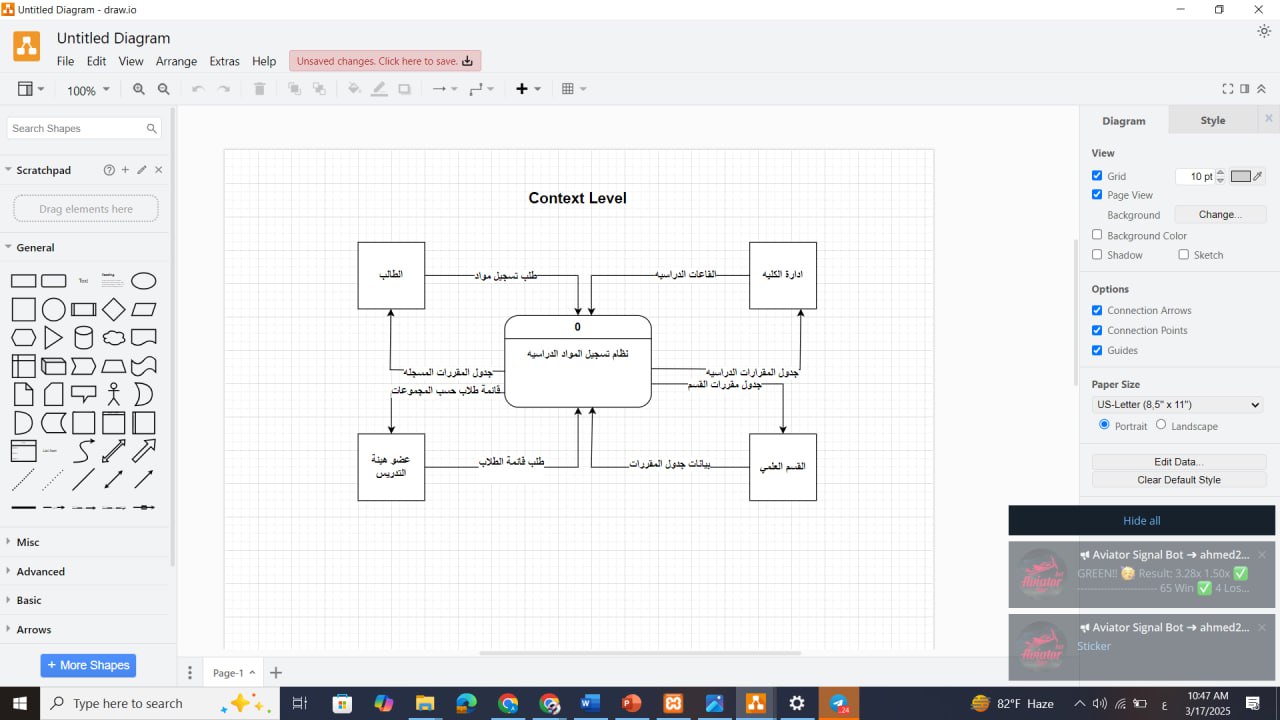 Untitled Diagram - draw.io
Untitled Diagram
File Edit View Arrange Extras Help
Unsaved changes. Click here to save.
100%
Search Shapes
Scratchpad
Drag elements here
General
Text
Heading
List Item
Misc
Advanced
Basic
Arrows
+ More Shapes
Context Level
الطالب
طلب تسجيل مواد
القاعات الدراسيه
ادارة الكليه
0
نظام تسجيل المواد الدراسيه
جدول المقررات المسجله
جدول المقرارات الدراسيه
قائمة طلاب حسب المجموعات
جدول مقررات القسم
عضو هيئة
التدريس
طلب قائمة الطلاب
بيانات جدول المقررات
القسم العلمي
Page-1
Diagram
Style
View
Grid
10 pt
Page View
Background
Change...
Background Color
Shadow
Sketch
Options
Connection Arrows
Connection Points
Guides
Paper Size
US-Letter (8,5" x 11")
Portrait
Landscape
Edit Data...
Clear Default Style
Hide all
Aviator Signal Bot ➔ ahmed2...
GREEN!! 🥳 Result: 3.28x 1.50x ✅
----------------------- 65 Win ✅ 4 Los...
Aviator Signal Bot ➔ ahmed2...
Sticker
Type here to search
24
82°F Haze
ع
10:47 AM
3/17/2025